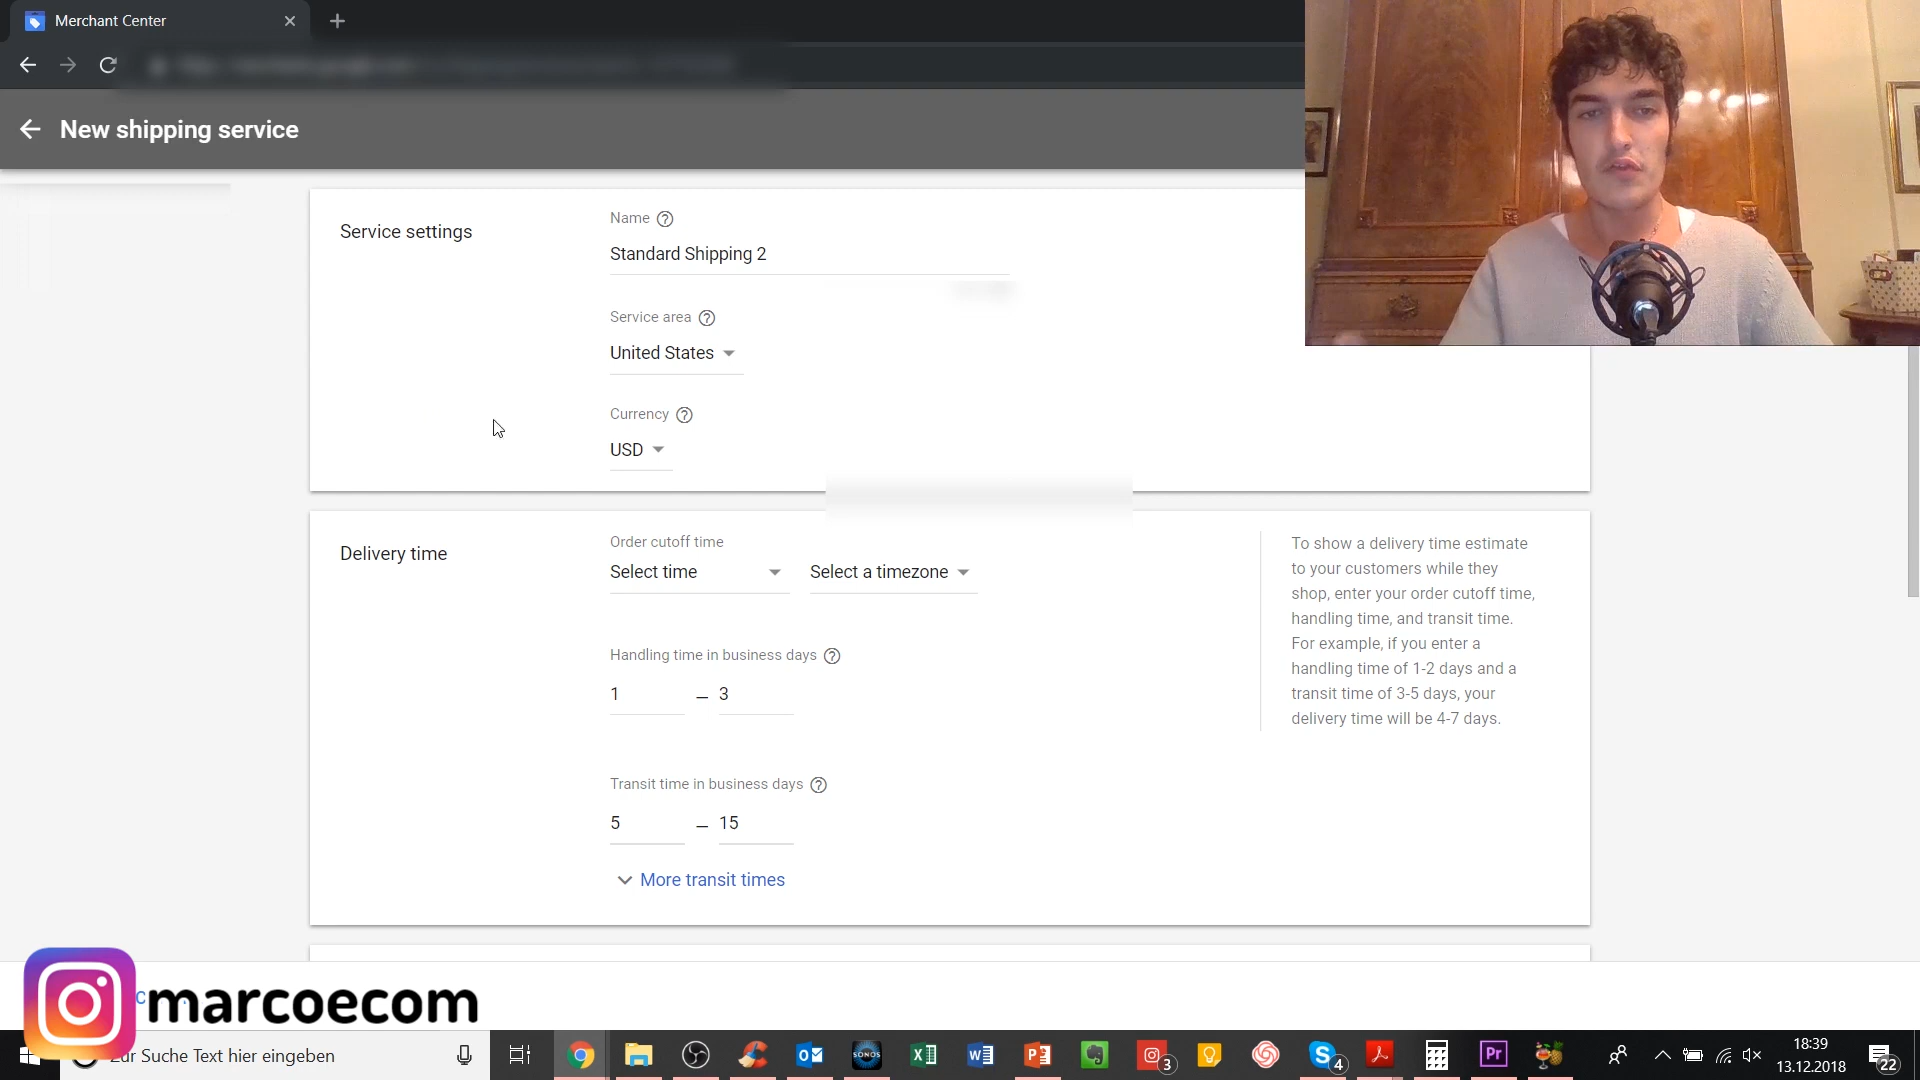 Merchant Center
New shipping service
Service settings
Name
Standard Shipping 2
Service area
United States
Currency
USD
Delivery time
Order cutoff time
Select time
Select a timezone
Handling time in business days
1 – 3
Transit time in business days
5 – 15
More transit times
To show a delivery time estimate
to your customers while they
shop, enter your order cutoff time,
handling time, and transit time.
For example, if you enter a
handling time of 1-2 days and a
transit time of 3-5 days, your
delivery time will be 4-7 days.
marcoecom
Zur Suche Text hier eingeben
SONOS
3
4
Pr
18:39
13.12.2018
22